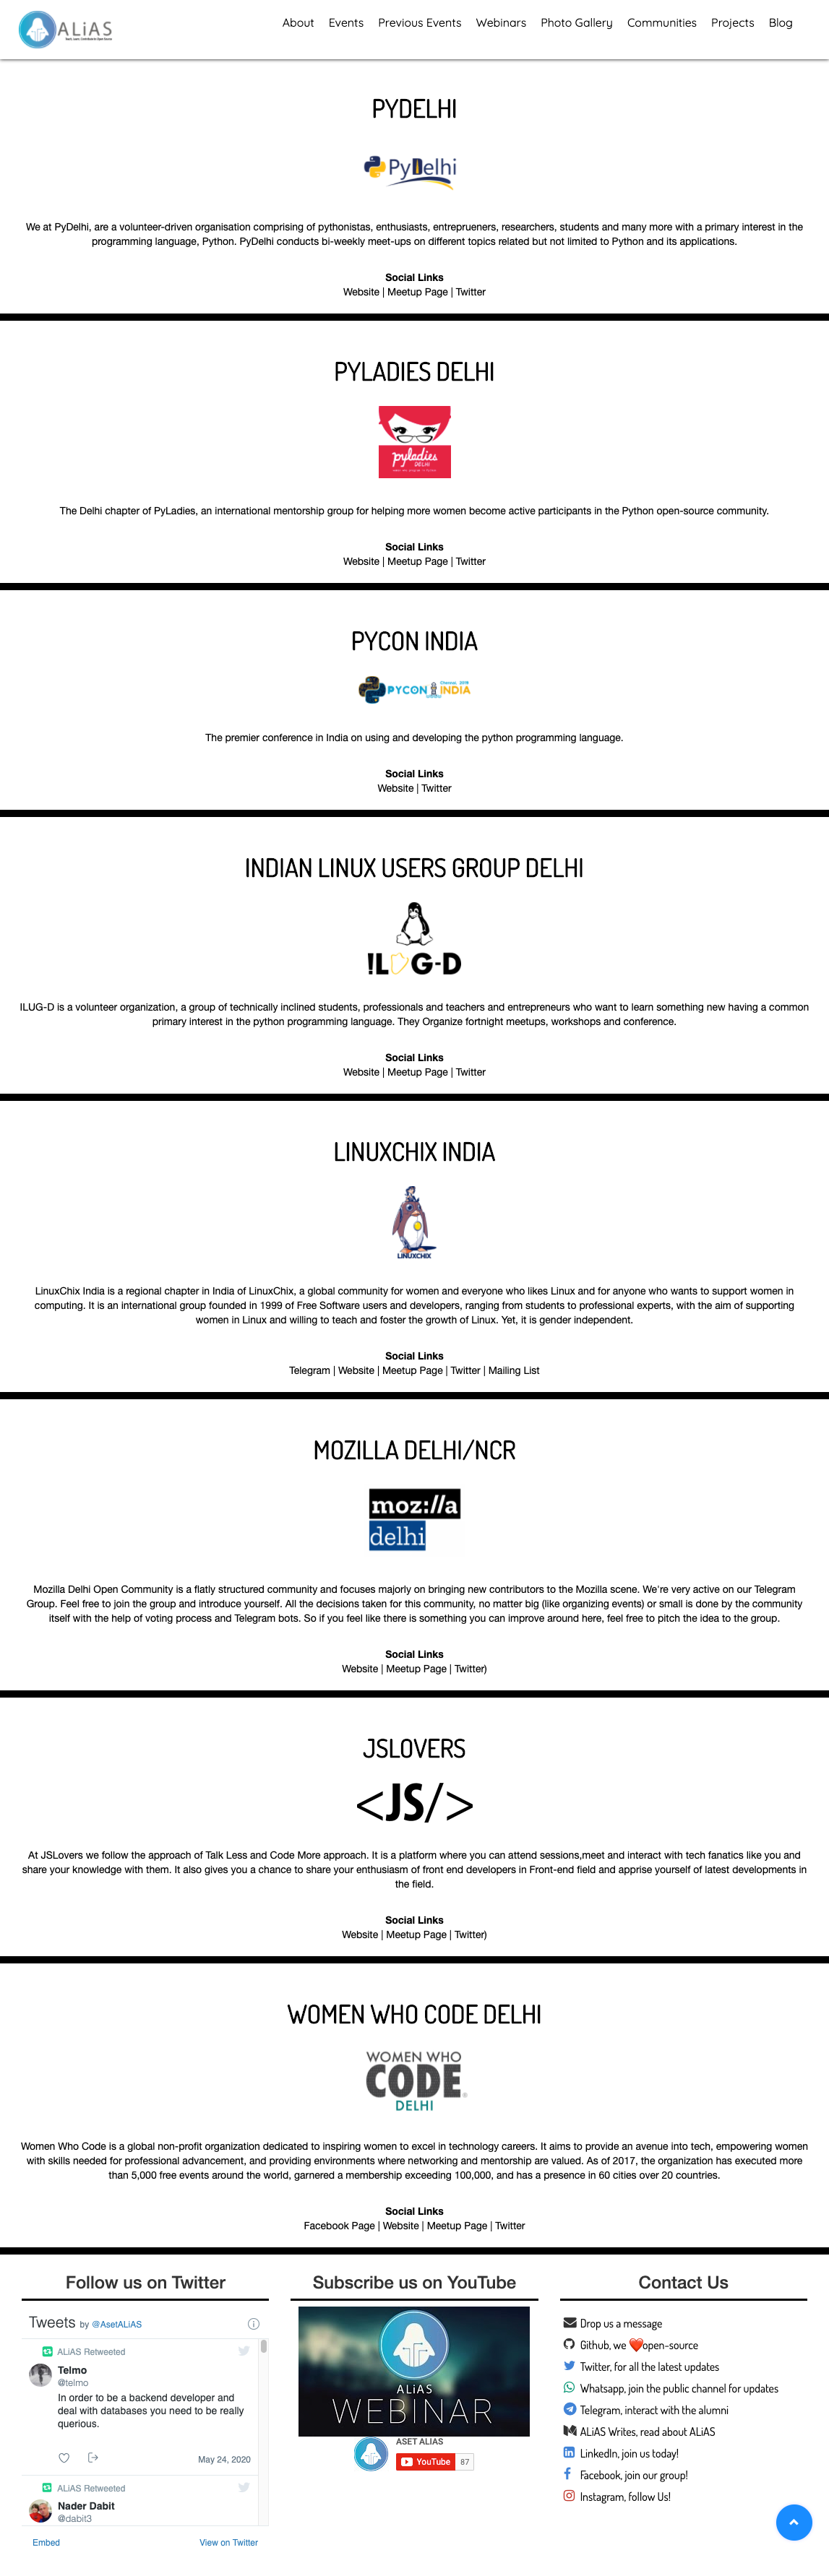 ALiAS
About Events Previous Events Webinars Photo Gallery Communities Projects Blog
PYDELHI
PyDelhi
We at PyDelhi, are a volunteer-driven organisation comprising of pythonistas, enthusiasts, entreprueners, researchers, students and many more with a primary interest in the
programming language, Python. PyDelhi conducts bi-weekly meet-ups on different topics related but not limited to Python and its applications.
Social Links
Website | Meetup Page | Twitter
PYLADIES DELHI
pyladies
DELHI
The Delhi chapter of PyLadies, an international mentorship group for helping more women become active participants in the Python open-source community.
Social Links
Website | Meetup Page | Twitter
PYCON INDIA
PYCON INDIA
The premier conference in India on using and developing the python programming language.
Social Links
Website | Twitter
INDIAN LINUX USERS GROUP DELHI
!LUG-D
ILUG-D is a volunteer organization, a group of technically inclined students, professionals and teachers and entrepreneurs who want to learn something new having a common
primary interest in the python programming language. They Organize fortnight meetups, workshops and conference.
Social Links
Website | Meetup Page | Twitter
LINUXCHIX INDIA
LINUXCHIX
LinuxChix India is a regional chapter in India of LinuxChix, a global community for women and everyone who likes Linux and for anyone who wants to support women in
computing. It is an international group founded in 1999 of Free Software users and developers, ranging from students to professional experts, with the aim of supporting
women in Linux and willing to teach and foster the growth of Linux. Yet, it is gender independent.
Social Links
Telegram | Website | Meetup Page | Twitter | Mailing List
MOZILLA DELHI/NCR
moz://a
delhi
Mozilla Delhi Open Community is a flatly structured community and focuses majorly on bringing new contributors to the Mozilla scene. We're very active on our Telegram
Group. Feel free to join the group and introduce yourself. All the decisions taken for this community, no matter big (like organizing events) or small is done by the community
itself with the help of voting process and Telegram bots. So if you feel like there is something you can improve around here, feel free to pitch the idea to the group.
Social Links
Website | Meetup Page | Twitter)
JSLOVERS
<JS/>
At JSLovers we follow the approach of Talk Less and Code More approach. It is a platform where you can attend sessions,meet and interact with tech fanatics like you and
share your knowledge with them. It also gives you a chance to share your enthusiasm of front end developers in Front-end field and apprise yourself of latest developments in
the field.
Social Links
Website | Meetup Page | Twitter)
WOMEN WHO CODE DELHI
WOMEN WHO
CODE
DELHI
Women Who Code is a global non-profit organization dedicated to inspiring women to excel in technology careers. It aims to provide an avenue into tech, empowering women
with skills needed for professional advancement, and providing environments where networking and mentorship are valued. As of 2017, the organization has executed more
than 5,000 free events around the world, garnered a membership exceeding 100,000, and has a presence in 60 cities over 20 countries.
Social Links
Facebook Page | Website | Meetup Page | Twitter
Follow us on Twitter
Tweets by @AsetALiAS
ALiAS Retweeted
Telmo
@telmo
In order to be a backend developer and
deal with databases you need to be really
querious.
May 24, 2020
ALiAS Retweeted
Nader Dabit
@dabit3
Embed View on Twitter
Subscribe us on YouTube
ALiAS
WEBINAR
ASET ALIAS
YouTube 87
Contact Us
Drop us a message
Github, we ❤️open-source
Twitter, for all the latest updates
Whatsapp, join the public channel for updates
Telegram, interact with the alumni
ALiAS Writes, read about ALiAS
LinkedIn, join us today!
Facebook, join our group!
Instagram, follow Us!